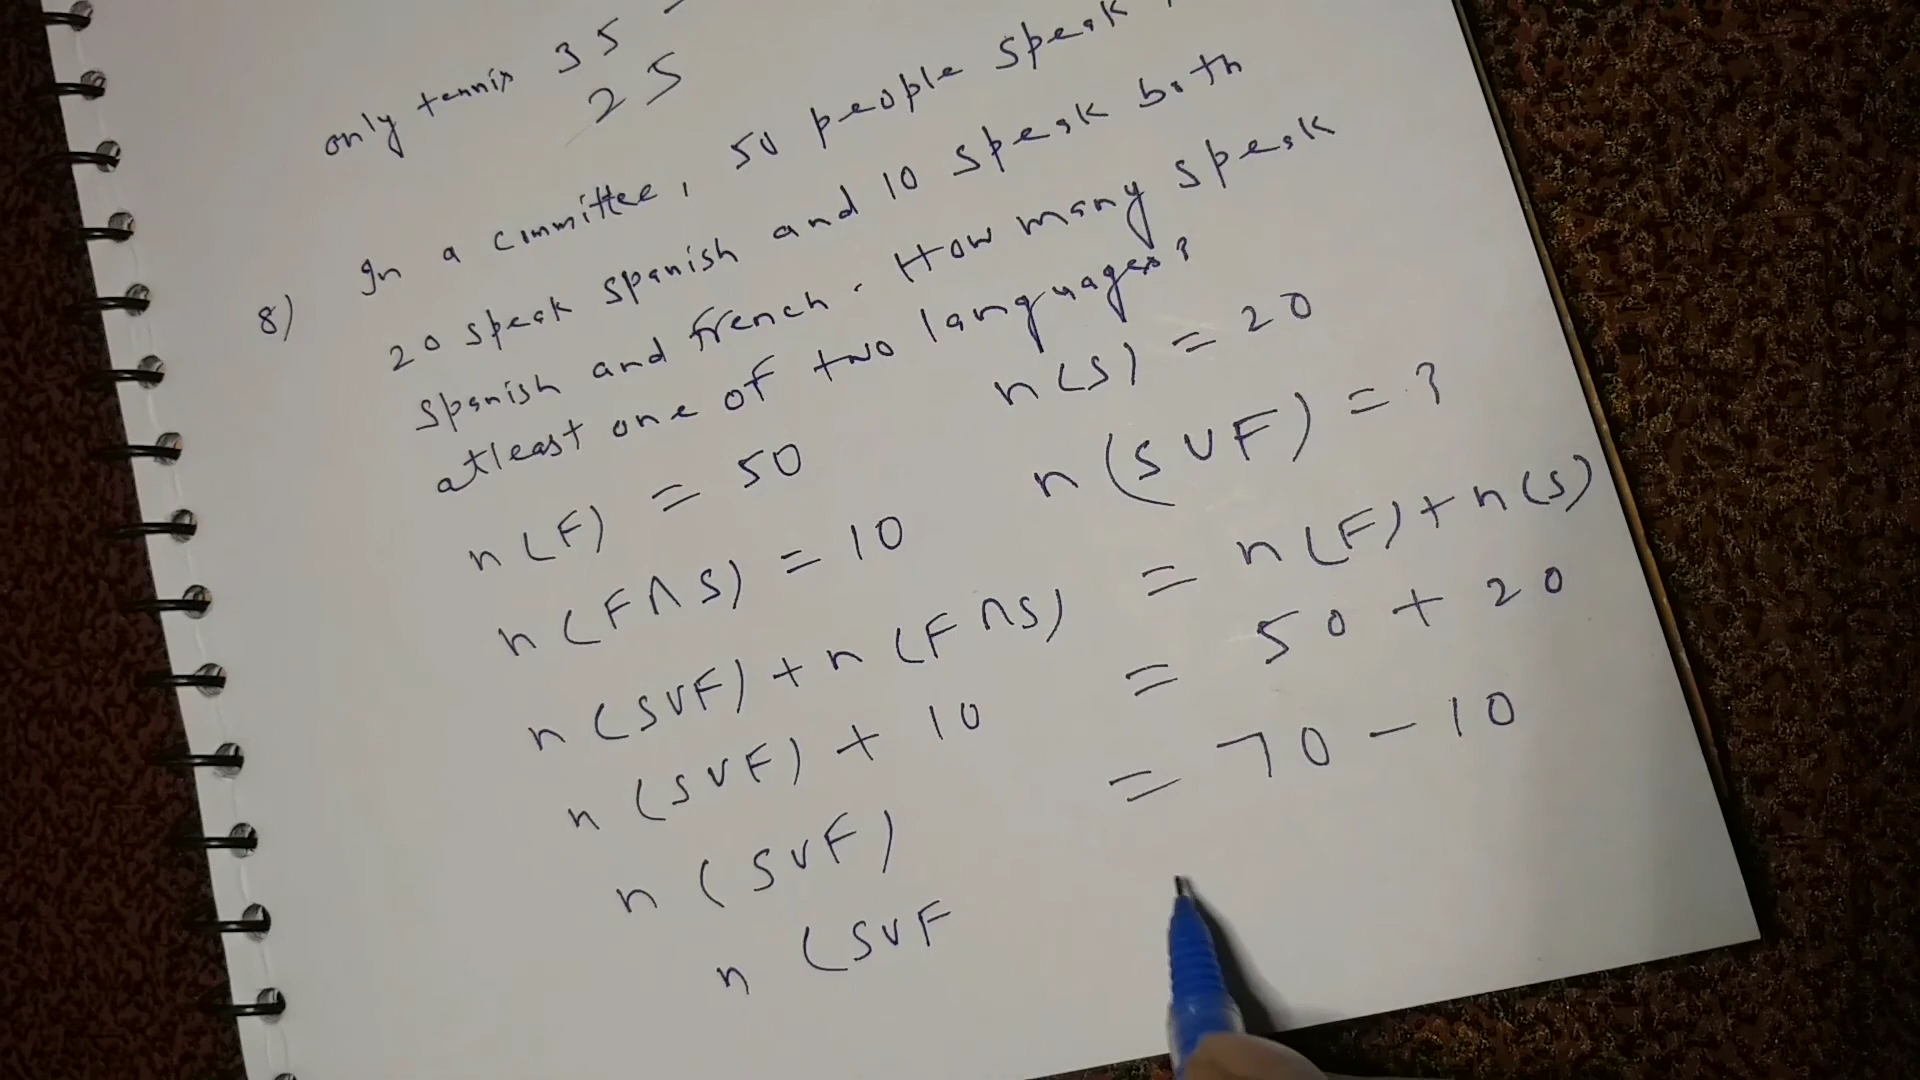 only tennis 35 -
25
8) In a committee, 50 people speak
20 speak spanish and 10 speak both
spanish and french. How many speak
atleast one of two languages?
n(F) = 50 n(S) = 20
n(F∩S) = 10 n(S∪F) = ?
n(S∪F) + n(F∩S) = n(F) + n(S)
n(S∪F) + 10 = 50 + 20
n(S∪F) = 70 - 10
n(S∪F